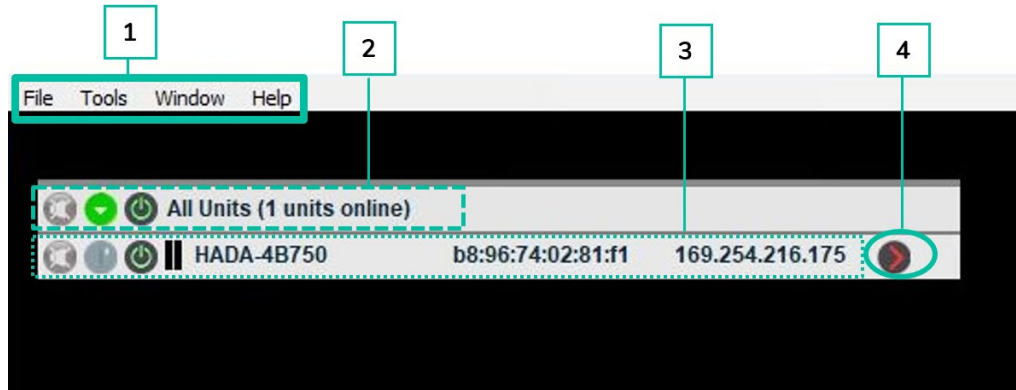 1 2 3 4
File Tools Window Help
All Units (1 units online)
HADA-4B750 b8:96:74:02:81:f1 169.254.216.175